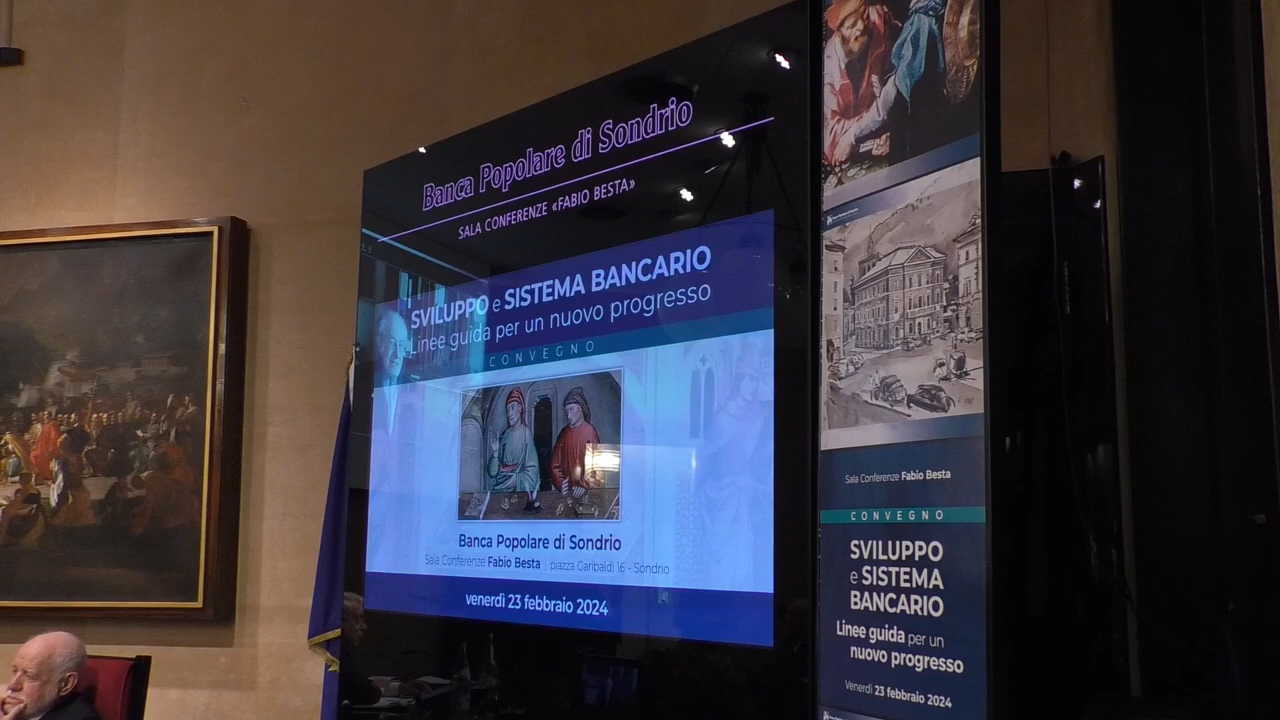 Banca Popolare di Sondrio
SALA CONFERENZE «FABIO BESTA»
SVILUPPO e SISTEMA BANCARIO
Linee guida per un nuovo progresso
CONVEGNO
Banca Popolare di Sondrio
Sala Conferenze Fabio Besta piazza Garibaldi 16 - Sondrio
venerdì 23 febbraio 2024
Sala Conferenze Fabio Besta
CONVEGNO
SVILUPPO
e SISTEMA
BANCARIO
Linee guida per un
nuovo progresso
Venerdì 23 febbraio 2024